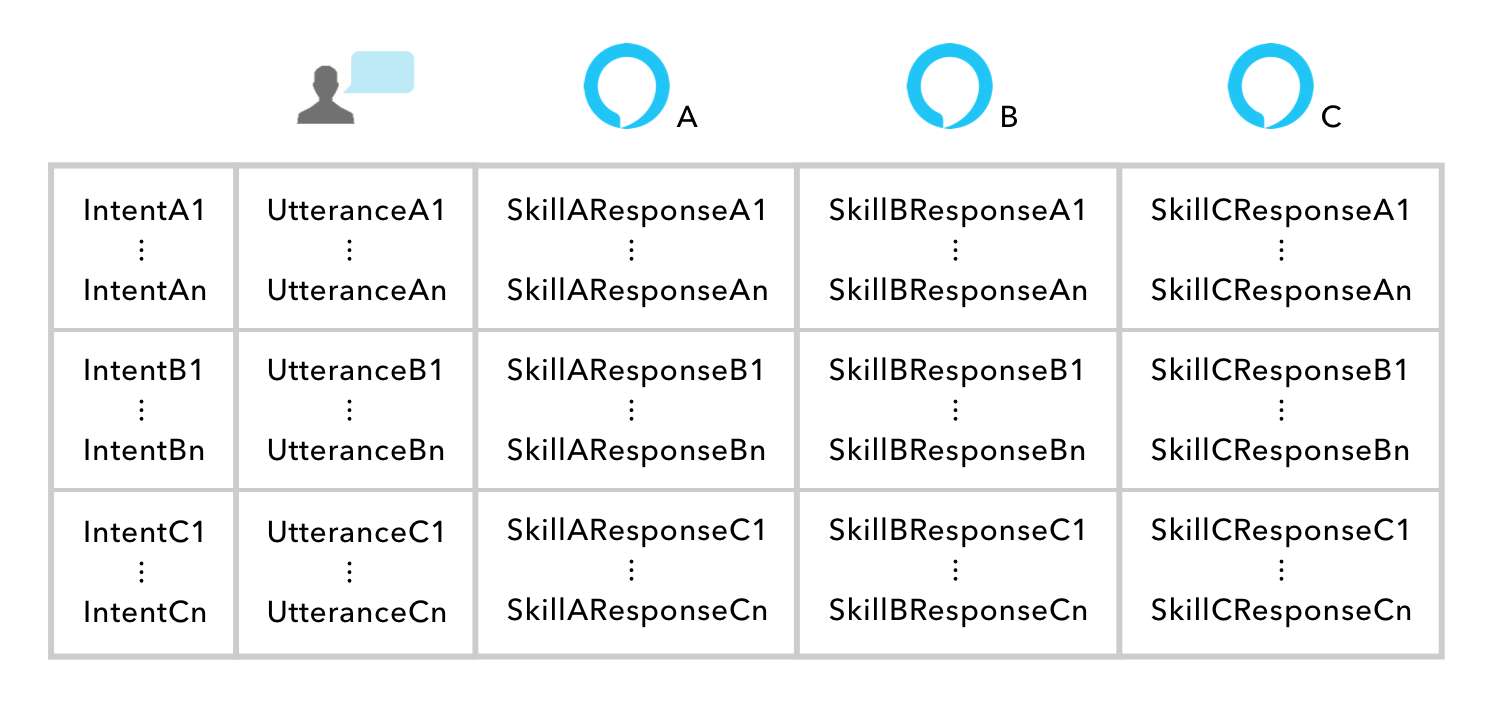 A B C
IntentA1 UtteranceA1 SkillAResponseA1 SkillBResponseA1 SkillCResponseA1
⋮ ⋮ ⋮ ⋮ ⋮
IntentAn UtteranceAn SkillAResponseAn SkillBResponseAn SkillCResponseAn
IntentB1 UtteranceB1 SkillAResponseB1 SkillBResponseB1 SkillCResponseB1
⋮ ⋮ ⋮ ⋮ ⋮
IntentBn UtteranceBn SkillAResponseBn SkillBResponseBn SkillCResponseBn
IntentC1 UtteranceC1 SkillAResponseC1 SkillBResponseC1 SkillCResponseC1
⋮ ⋮ ⋮ ⋮ ⋮
IntentCn UtteranceCn SkillAResponseCn SkillBResponseCn SkillCResponseCn